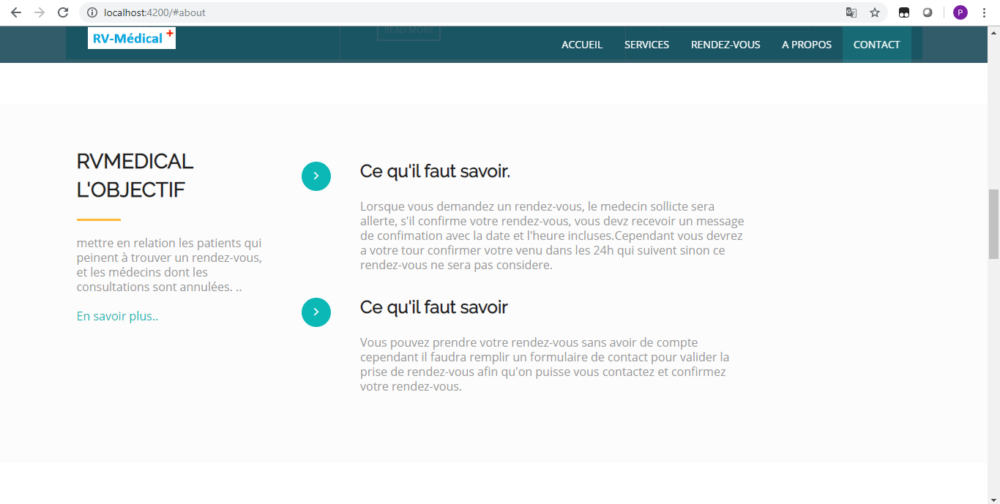 localhost:4200/#about
P
RV-Médical +
READ MORE
ACCUEIL SERVICES RENDEZ-VOUS A PROPOS CONTACT
RVMEDICAL
L'OBJECTIF
mettre en relation les patients qui
peinent à trouver un rendez-vous,
et les médecins dont les
consultations sont annulées. ..
En savoir plus..
Ce qu'il faut savoir.
Lorsque vous demandez un rendez-vous, le medecin sollicte sera
allerte, s'il confirme votre rendez-vous, vous devz recevoir un message
de confimation avec la date et l'heure incluses.Cependant vous devrez
a votre tour confirmer votre venu dans les 24h qui suivent sinon ce
rendez-vous ne sera pas considere.
Ce qu'il faut savoir
Vous pouvez prendre votre rendez-vous sans avoir de compte
cependant il faudra remplir un formulaire de contact pour valider la
prise de rendez-vous afin qu'on puisse vous contactez et confirmez
votre rendez-vous.